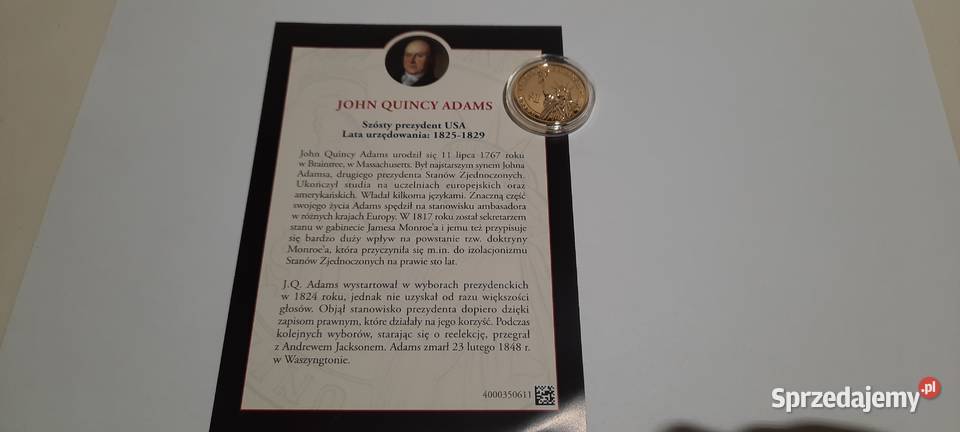 JOHN QUINCY ADAMS
Szósty prezydent USA
Lata urzędowania: 1825-1829
John Quincy Adams urodził się 11 lipca 1767 roku
w Braintree, w Massachusetts. Był najstarszym synem Johna
Adamsa, drugiego prezydenta Stanów Zjednoczonych.
Ukończył studia na uczelniach europejskich oraz
amerykańskich. Władał kilkoma językami. Znaczną część
swojego życia Adams spędził na stanowisku ambasadora
w różnych krajach Europy. W 1817 roku został sekretarzem
stanu w gabinecie Jamesa Monroe'a i jemu też przypisuje
się bardzo duży wpływ na powstanie tzw. doktryny
Monroe'a, która przyczyniła się m.in. do izolacjonizmu
Stanów Zjednoczonych na prawie sto lat.
J.Q. Adams wystartował w wyborach prezydenckich
w 1824 roku, jednak nie uzyskał od razu większości
głosów. Objął stanowisko prezydenta dopiero dzięki
zapisom prawnym, które działały na jego korzyść. Podczas
kolejnych wyborów, starając się o reelekcję, przegrał
z Andrewem Jacksonem. Adams zmarł 23 lutego 1848 r.
w Waszyngtonie.
4000350611
Sprzedajemy.pl